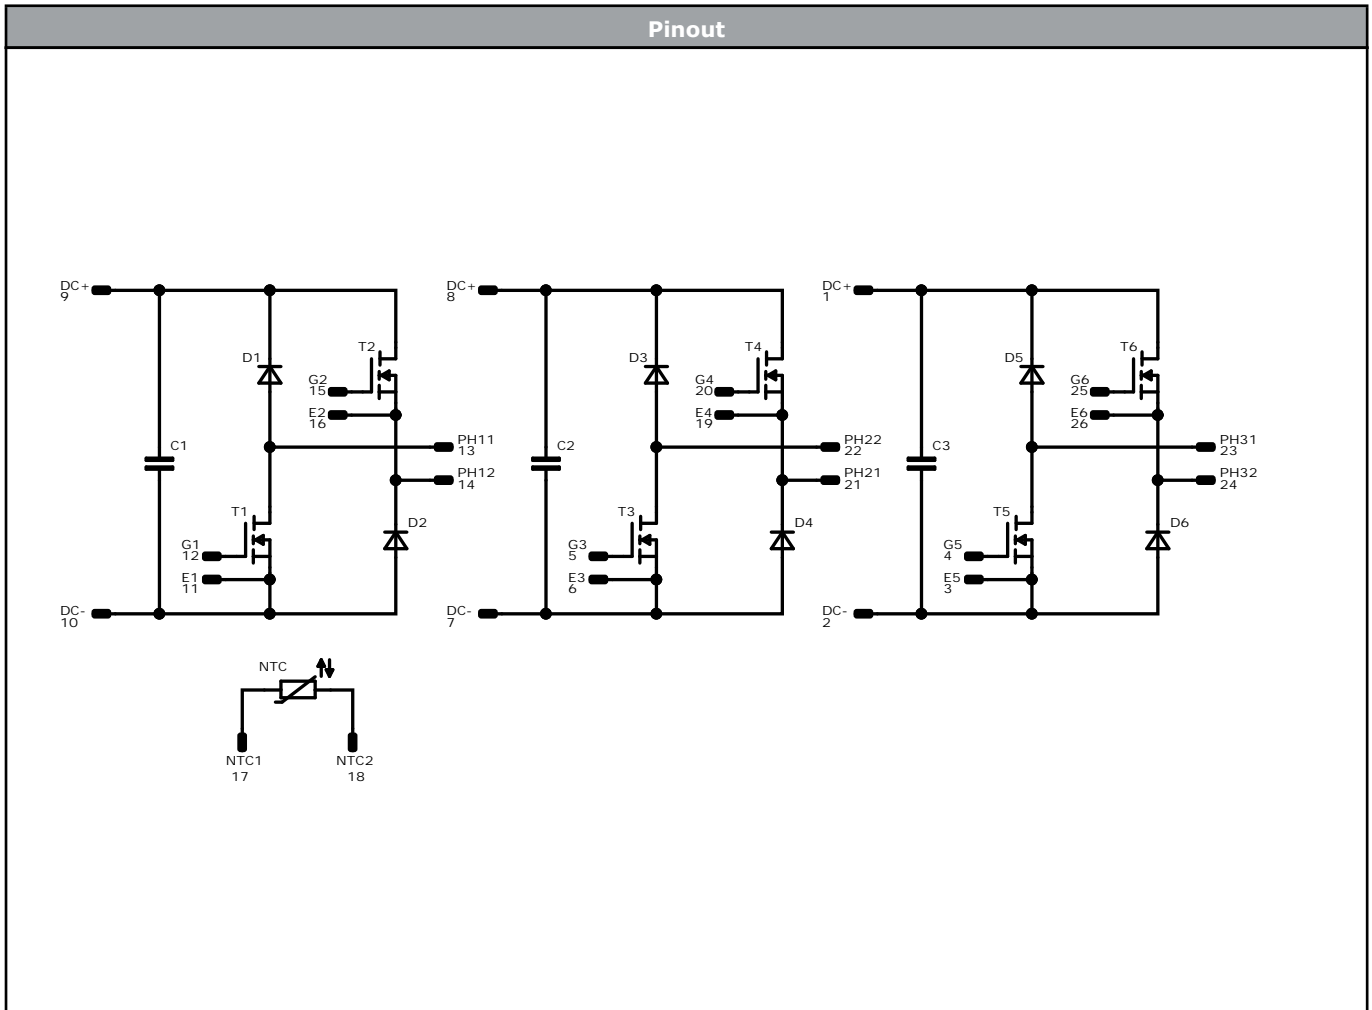 Pinout
DC+
9
DC+
8
DC+
1
T2
T4
T6
D1
D3
D5
G2
15
G4
20
G6
25
E2
16
E4
19
E6
26
C1
PH11
13
C2
PH22
22
C3
PH31
23
PH12
14
PH21
21
PH32
24
T1
D2
T3
D4
T5
D6
G1
12
G3
5
G5
4
E1
11
E3
6
E5
3
DC-
10
DC-
7
DC-
2
NTC
NTC1
17
NTC2
18